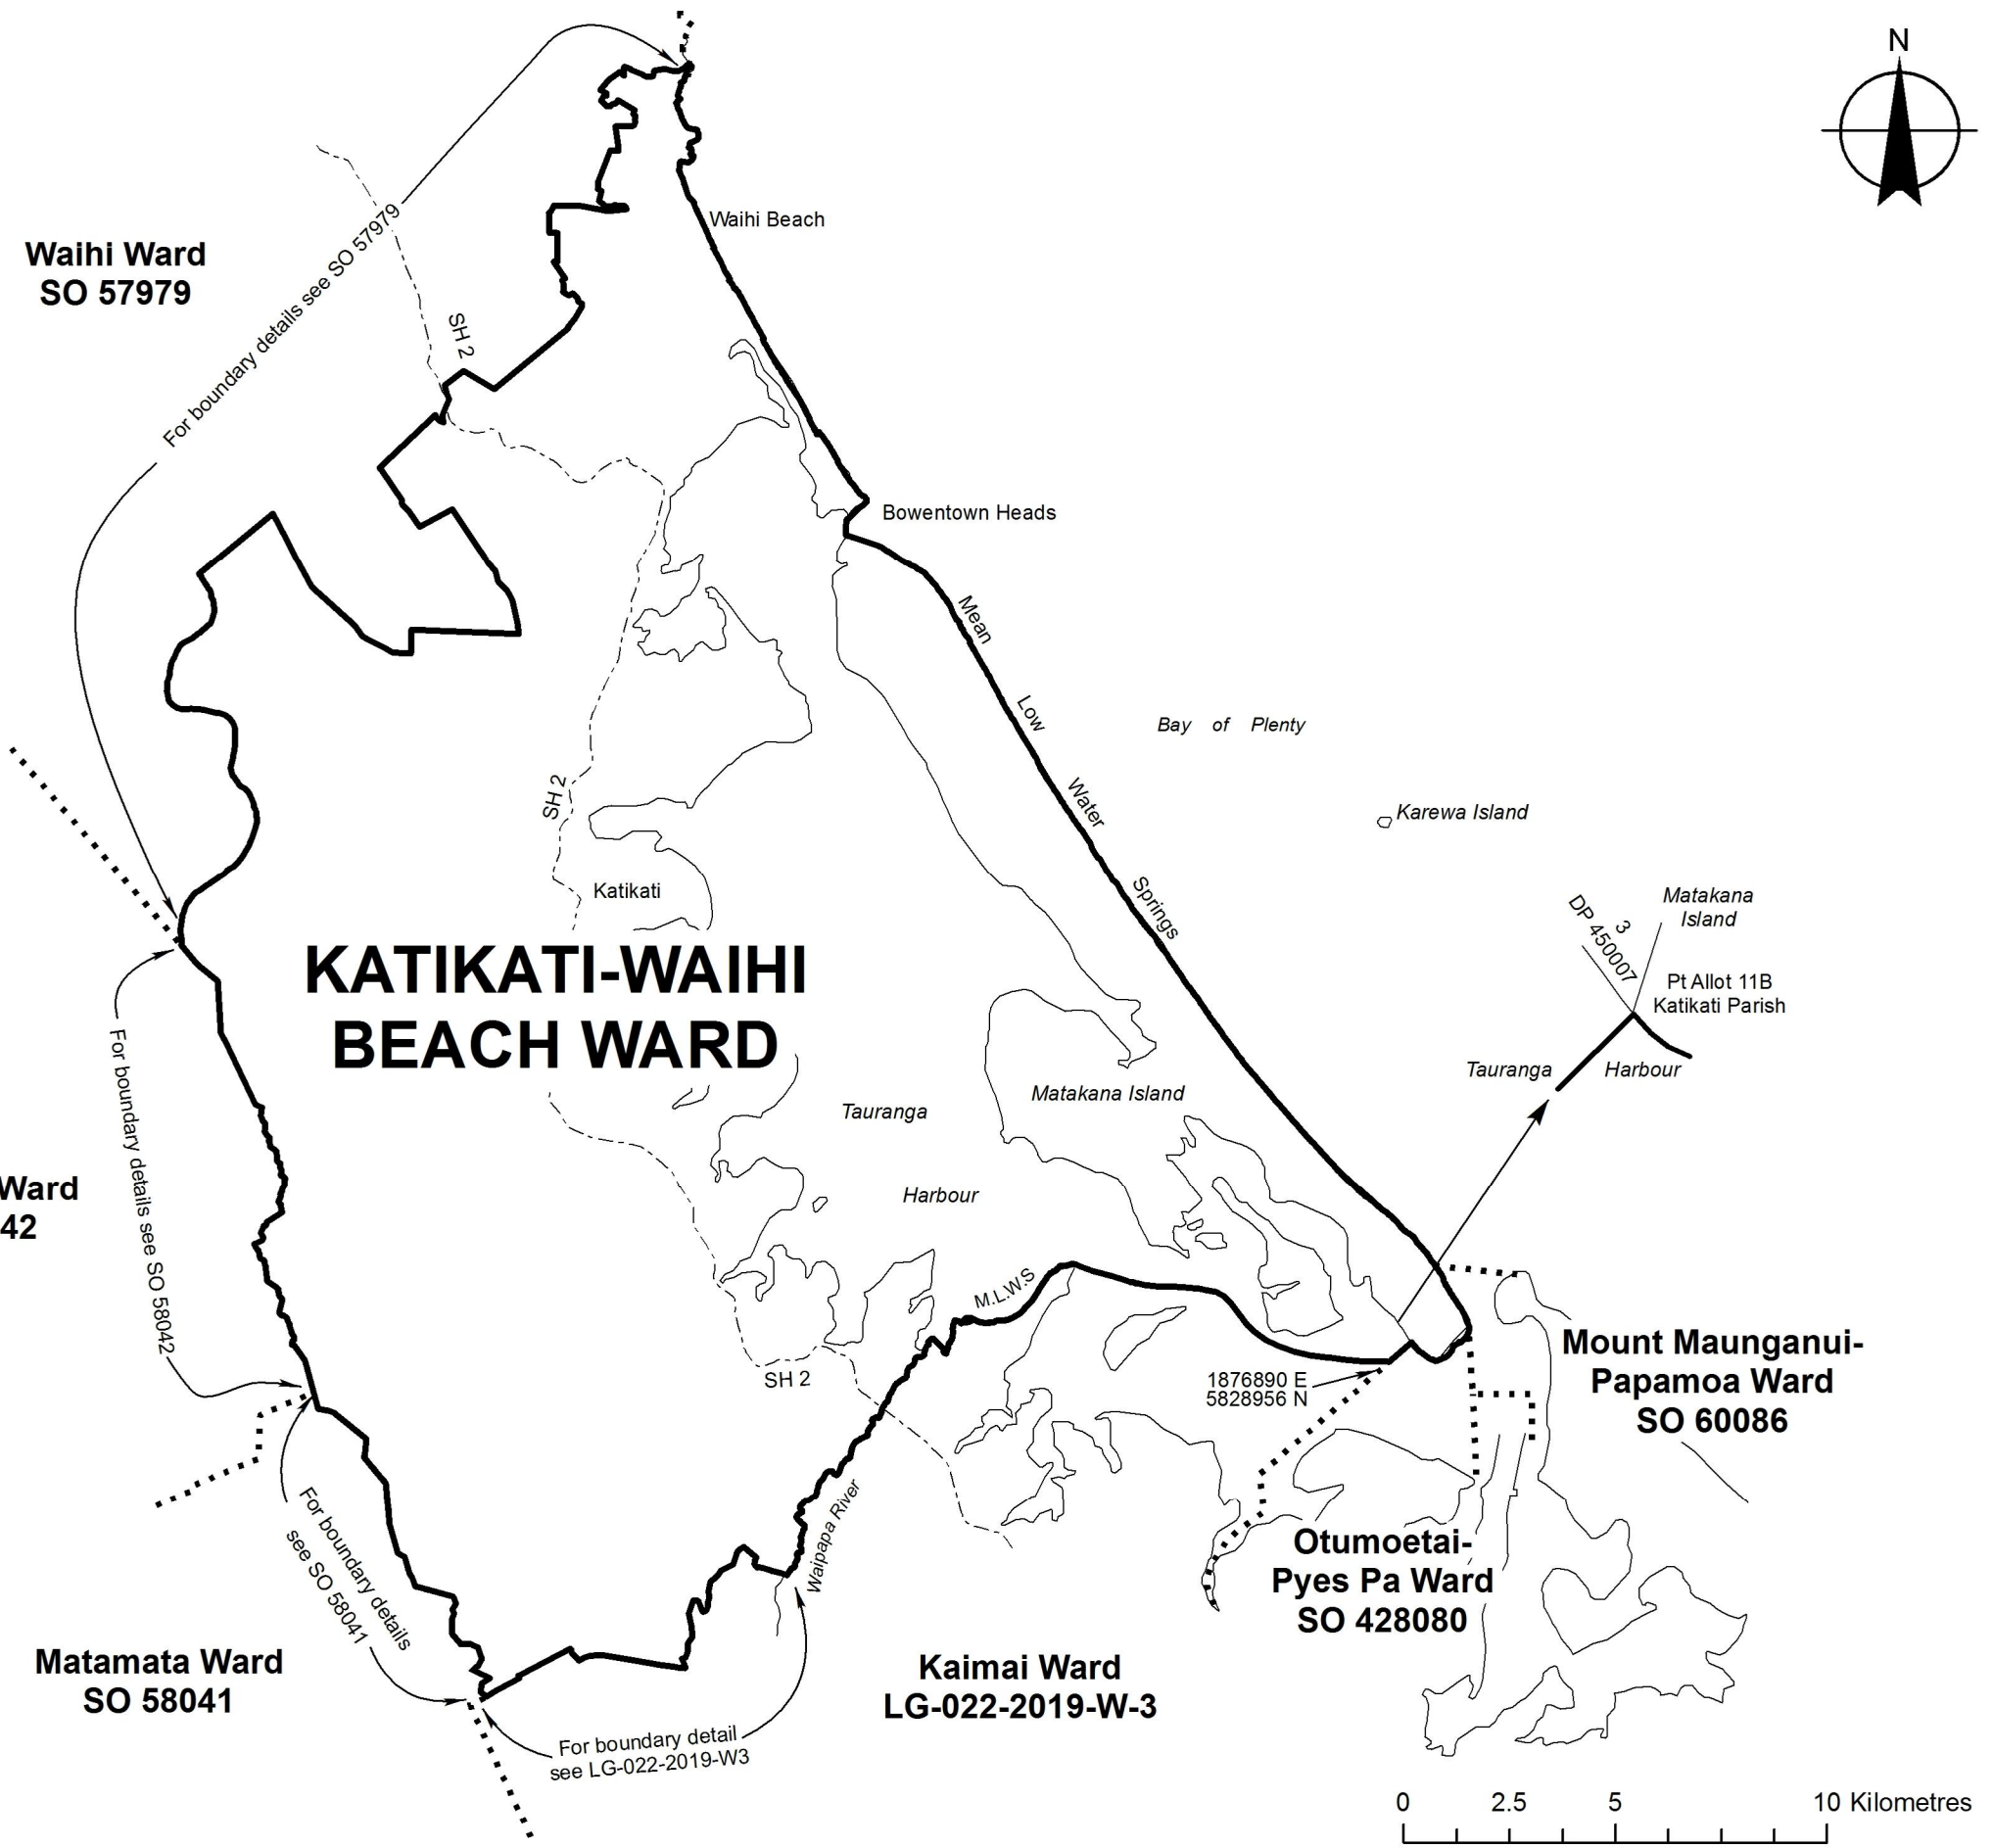 N
Waihi Beach
Waihi Ward
SO 57979
For boundary details see SO 57979
SH 2
Bowentown Heads
Mean Low Water Springs
Bay of Plenty
Karewa Island
SH 2
Katikati
Matakana
Island
3
DP 450007
Pt Allot 11B
Katikati Parish
Tauranga Harbour
KATIKATI-WAIHI
BEACH WARD
Matakana Island
Tauranga
Harbour
For boundary details see SO 58042
Ward
42
M.L.W.S
SH 2
1876890 E
5828956 N
Mount Maunganui-
Papamoa Ward
SO 60086
Waipapa River
Otumoetai-
Pyes Pa Ward
SO 428080
For boundary details
see SO 58041
Matamata Ward
SO 58041
Kaimai Ward
LG-022-2019-W-3
For boundary detail
see LG-022-2019-W3
0 2.5 5 10 Kilometres